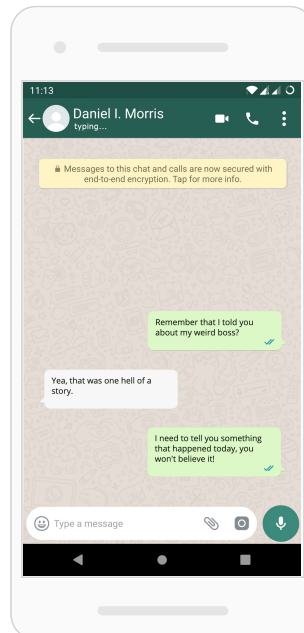 11:13
Daniel I. Morris
typing...
Messages to this chat and calls are now secured with
end-to-end encryption. Tap for more info.
Remember that I told you
about my weird boss?
Yea, that was one hell of a
story.
I need to tell you something
that happened today, you
won't believe it!
Type a message